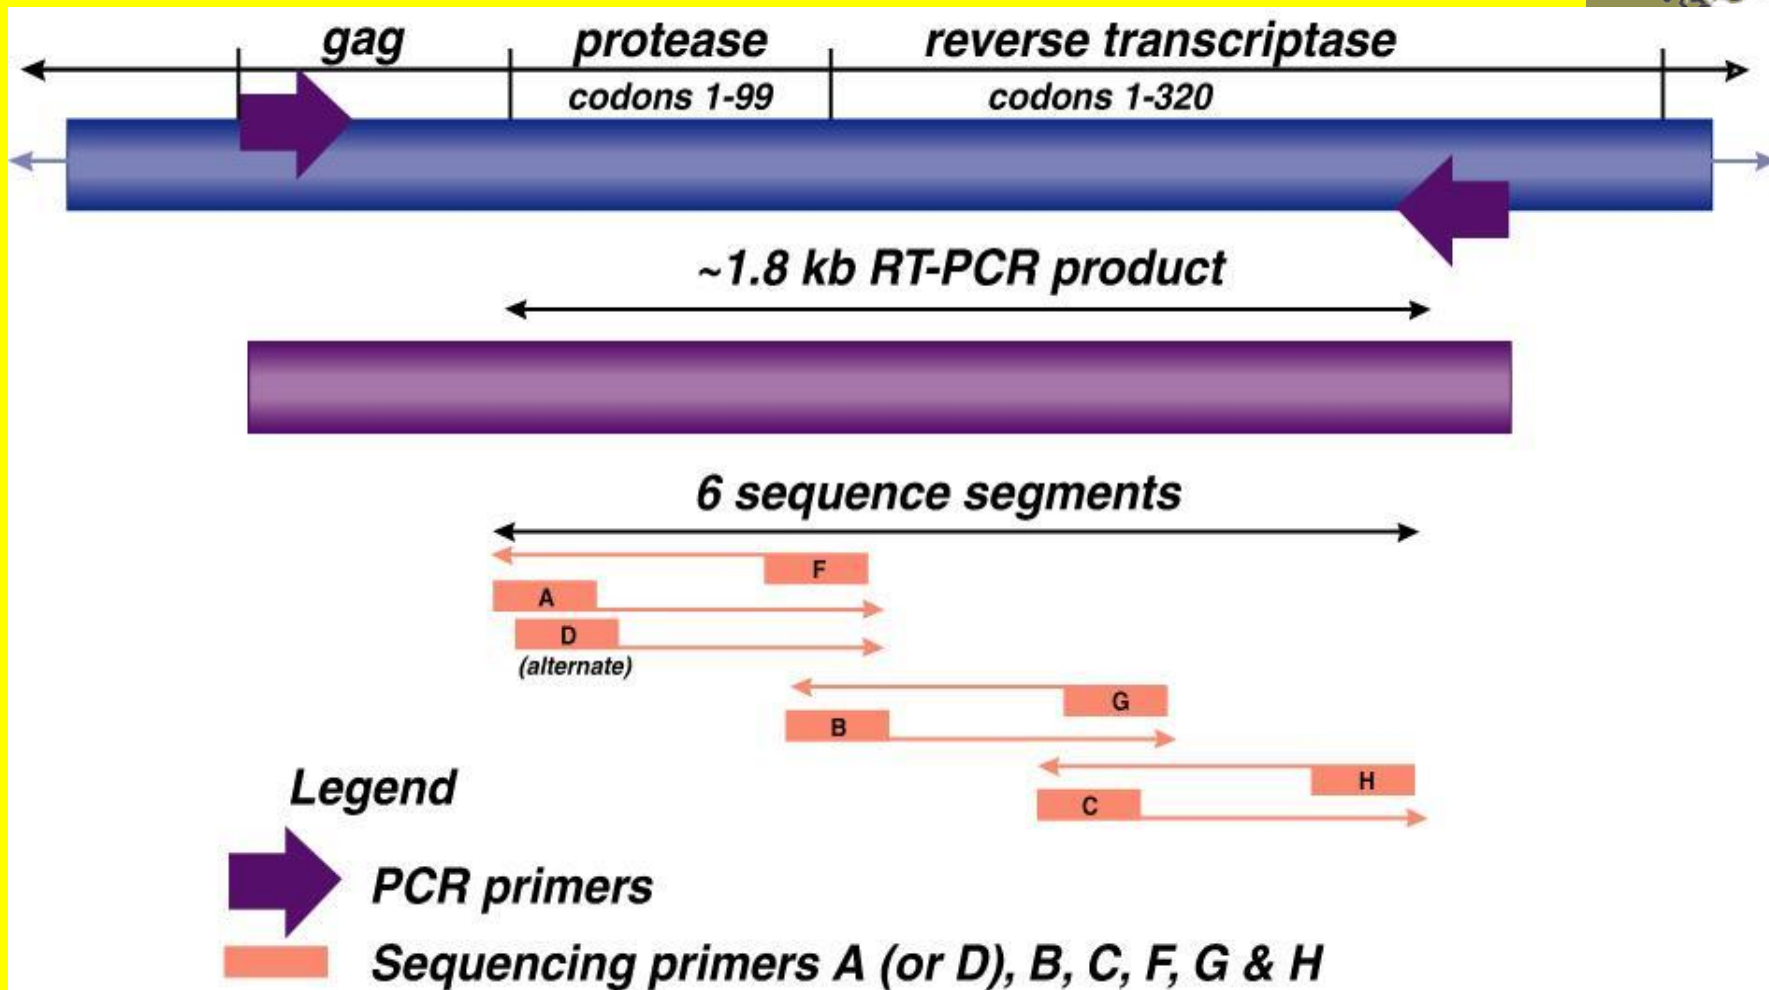 gag protease reverse transcriptase
codons 1-99 codons 1-320
~1.8 kb RT-PCR product
6 sequence segments
F
A
D
(alternate)
G
B
H
C
Legend
PCR primers
Sequencing primers A (or D), B, C, F, G & H